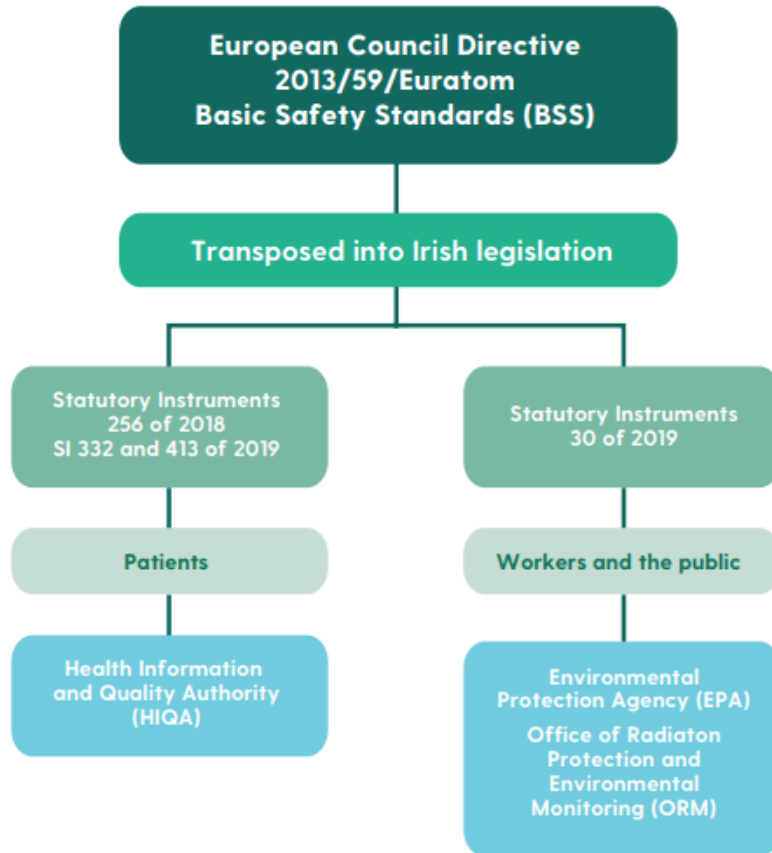 European Council Directive
2013/59/Euratom
Basic Safety Standards (BSS)
Transposed into Irish legislation
Statutory Instruments
256 of 2018
SI 332 and 413 of 2019
Statutory Instruments
30 of 2019
Patients
Workers and the public
Health Information
and Quality Authority
(HIQA)
Environmental
Protection Agency (EPA)
Office of Radiaton
Protection and
Environmental
Monitoring (ORM)